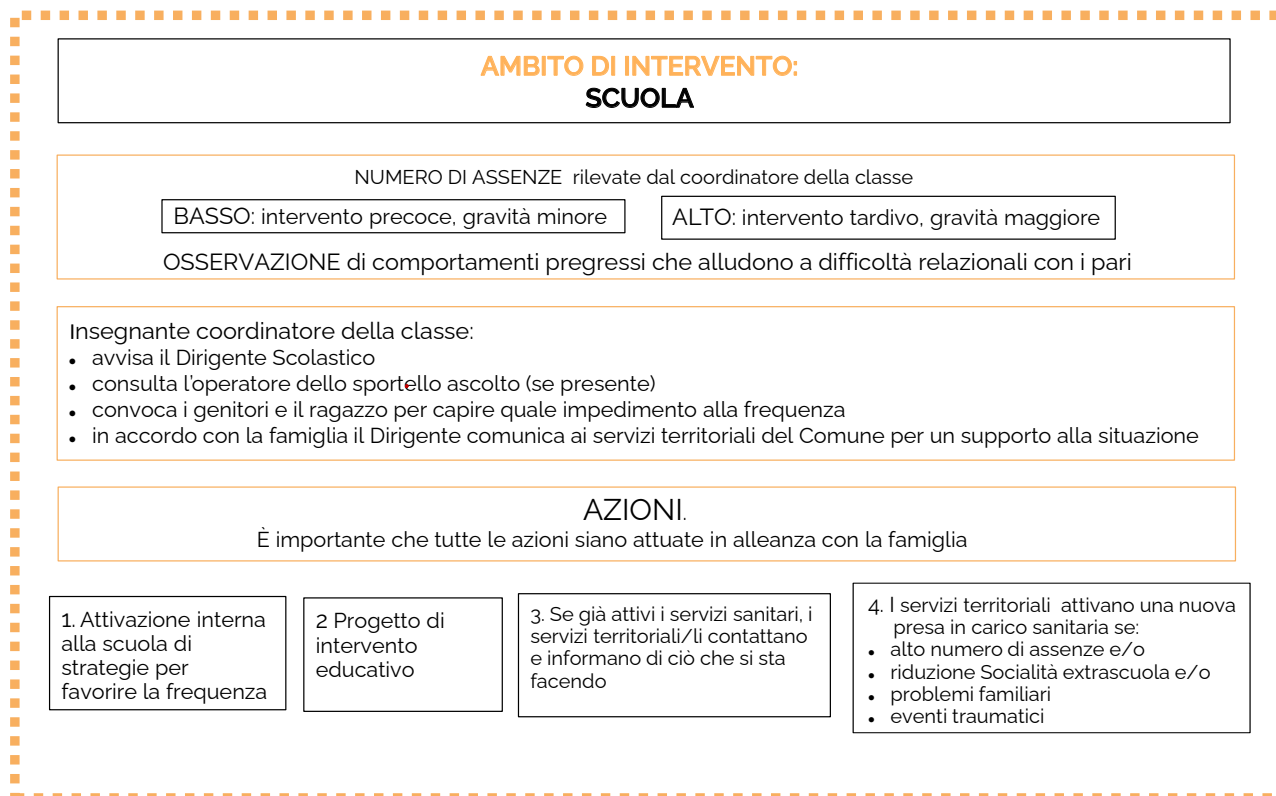 AMBITO DI INTERVENTO:
SCUOLA
NUMERO DI ASSENZE rilevate dal coordinatore della classe
BASSO: intervento precoce, gravità minore
ALTO: intervento tardivo, gravità maggiore
OSSERVAZIONE di comportamenti pregressi che alludono a difficoltà relazionali con i pari
Insegnante coordinatore della classe:
• avvisa il Dirigente Scolastico
• consulta l'operatore dello sportello ascolto (se presente)
• convoca i genitori e il ragazzo per capire quale impedimento alla frequenza
• in accordo con la famiglia il Dirigente comunica ai servizi territoriali del Comune per un supporto alla situazione
AZIONI.
È importante che tutte le azioni siano attuate in alleanza con la famiglia
1. Attivazione interna
alla scuola di
strategie per
favorire la frequenza
2 Progetto di
intervento
educativo
3. Se già attivi i servizi sanitari, i
servizi territoriali/li contattano
e informano di ciò che si sta
facendo
4. I servizi territoriali attivano una nuova
presa in carico sanitaria se:
• alto numero di assenze e/o
• riduzione Socialità extrascuola e/o
• problemi familiari
• eventi traumatici